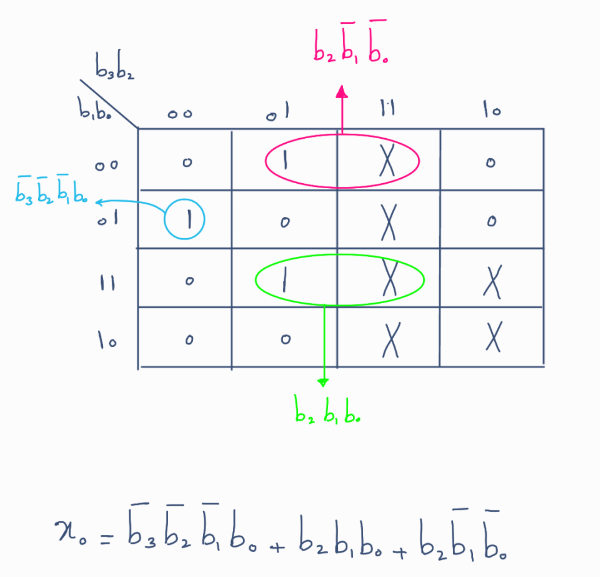 b₂b̅₁b̅₀
b₃b₂
b₁b₀ 00 01 11 10
00 0 1 X 0
b̅₃b̅₂b̅₁b₀
01 1 0 X 0
11 0 1 X X
10 0 0 X X
b₂b₁b₀
x₀ = b̅₃b̅₂b̅₁b₀ + b₂b₁b₀ + b₂b̅₁b̅₀